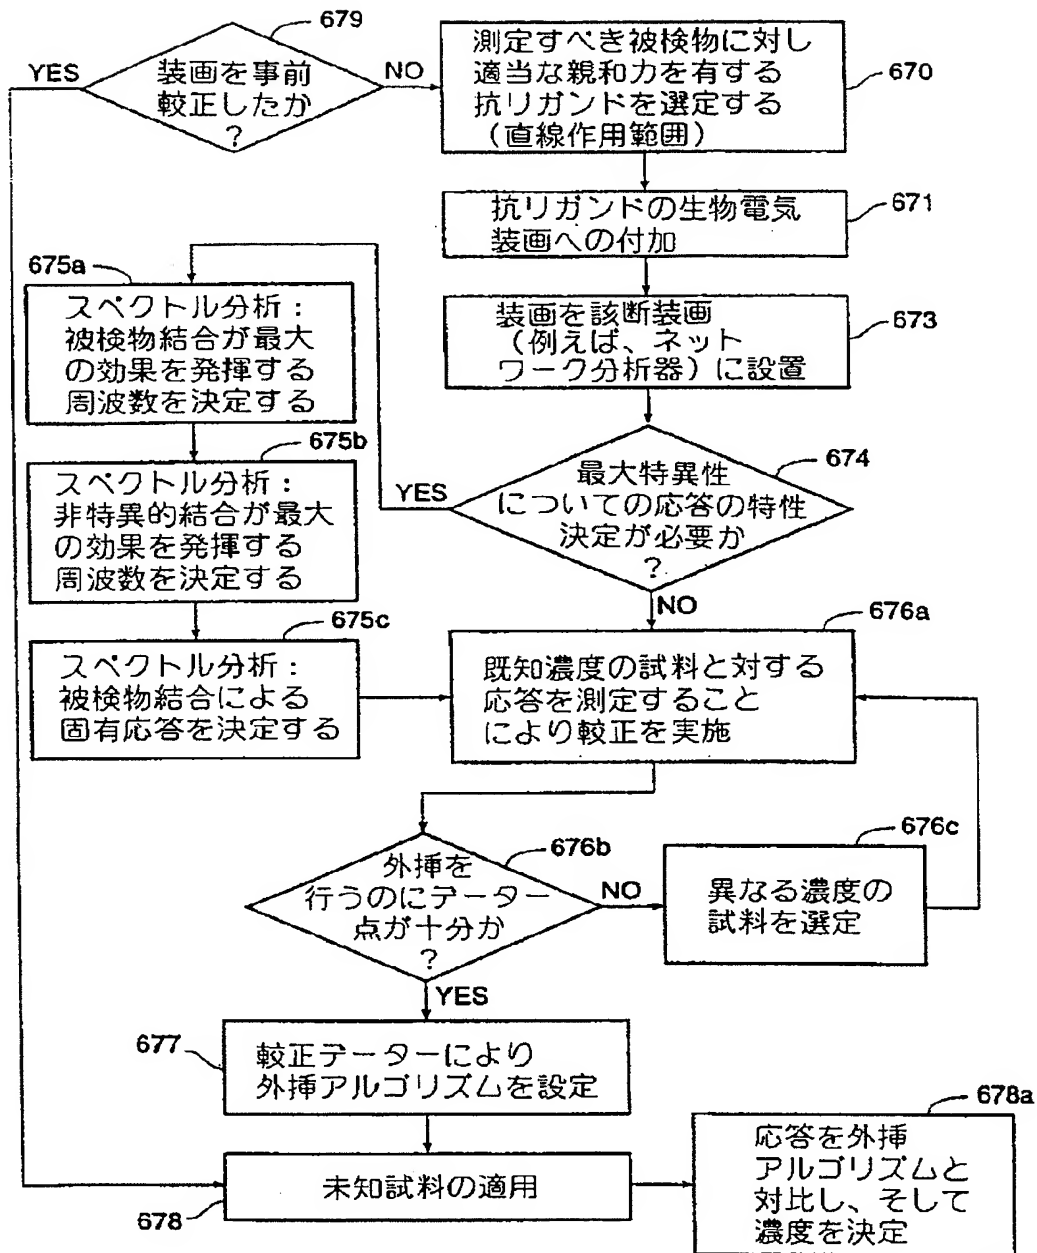 679
装画を事前
較正したか
?
YES
NO
測定すべき被検物に対し
適当な親和力を有する
抗リガンドを選定する
(直線作用範囲)
670
抗リガンドの生物電気
装画への付加
671
装画を該断装画
(例えば、ネット
ワーク分析器)に設置
673
最大特異性
についての応答の特性
決定が必要か
?
674
YES
NO
675a
スペクトル分析:
被検物結合が最大
の効果を発揮する
周波数を決定する
675b
スペクトル分析:
非特異的結合が最大
の効果を発揮する
周波数を決定する
675c
スペクトル分析:
被検物結合による
固有応答を決定する
676a
既知濃度の試料と対する
応答を測定すること
により較正を実施
676b
外挿を
行うのにデーター
点が十分か
?
NO
YES
676c
異なる濃度の
試料を選定
677
較正データーにより
外挿アルゴリズムを設定
未知試料の適用
678
678a
応答を外挿
アルゴリズムと
対比し、そして
濃度を決定